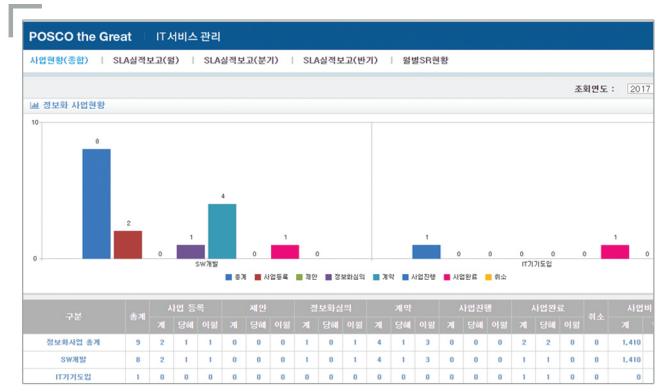 POSCO the Great IT서비스 관리
사업현황(종합) | SLA실적보고(월) | SLA실적보고(분기) | SLA실적보고(반기) | 월별SR현황
조회연도 : 2017
정보화 사업현황
10
8
2
0
1
4
0
1
0
1
0
0
0
1
0
0
SW개발 IT기기도입
총계 사업등록 제안 정보화심의 계약 사업진행 사업완료 취소
구분 총계 사업 등록 제안 정보화심의 계약 사업진행 사업완료 취소 사업비
계 당해 이월 계 당해 이월 계 당해 이월 계 당해 이월 계 당해 이월 계 당해 이월 계
정보화사업 총계 9 2 1 1 0 0 0 1 0 1 4 1 3 0 0 0 2 2 0 0 1,410
SW개발 8 2 1 1 0 0 0 1 0 1 4 1 3 0 0 0 1 1 0 0 1,410
IT기기도입 1 0 0 0 0 0 0 0 0 0 0 0 0 0 0 0 1 1 0 0 0